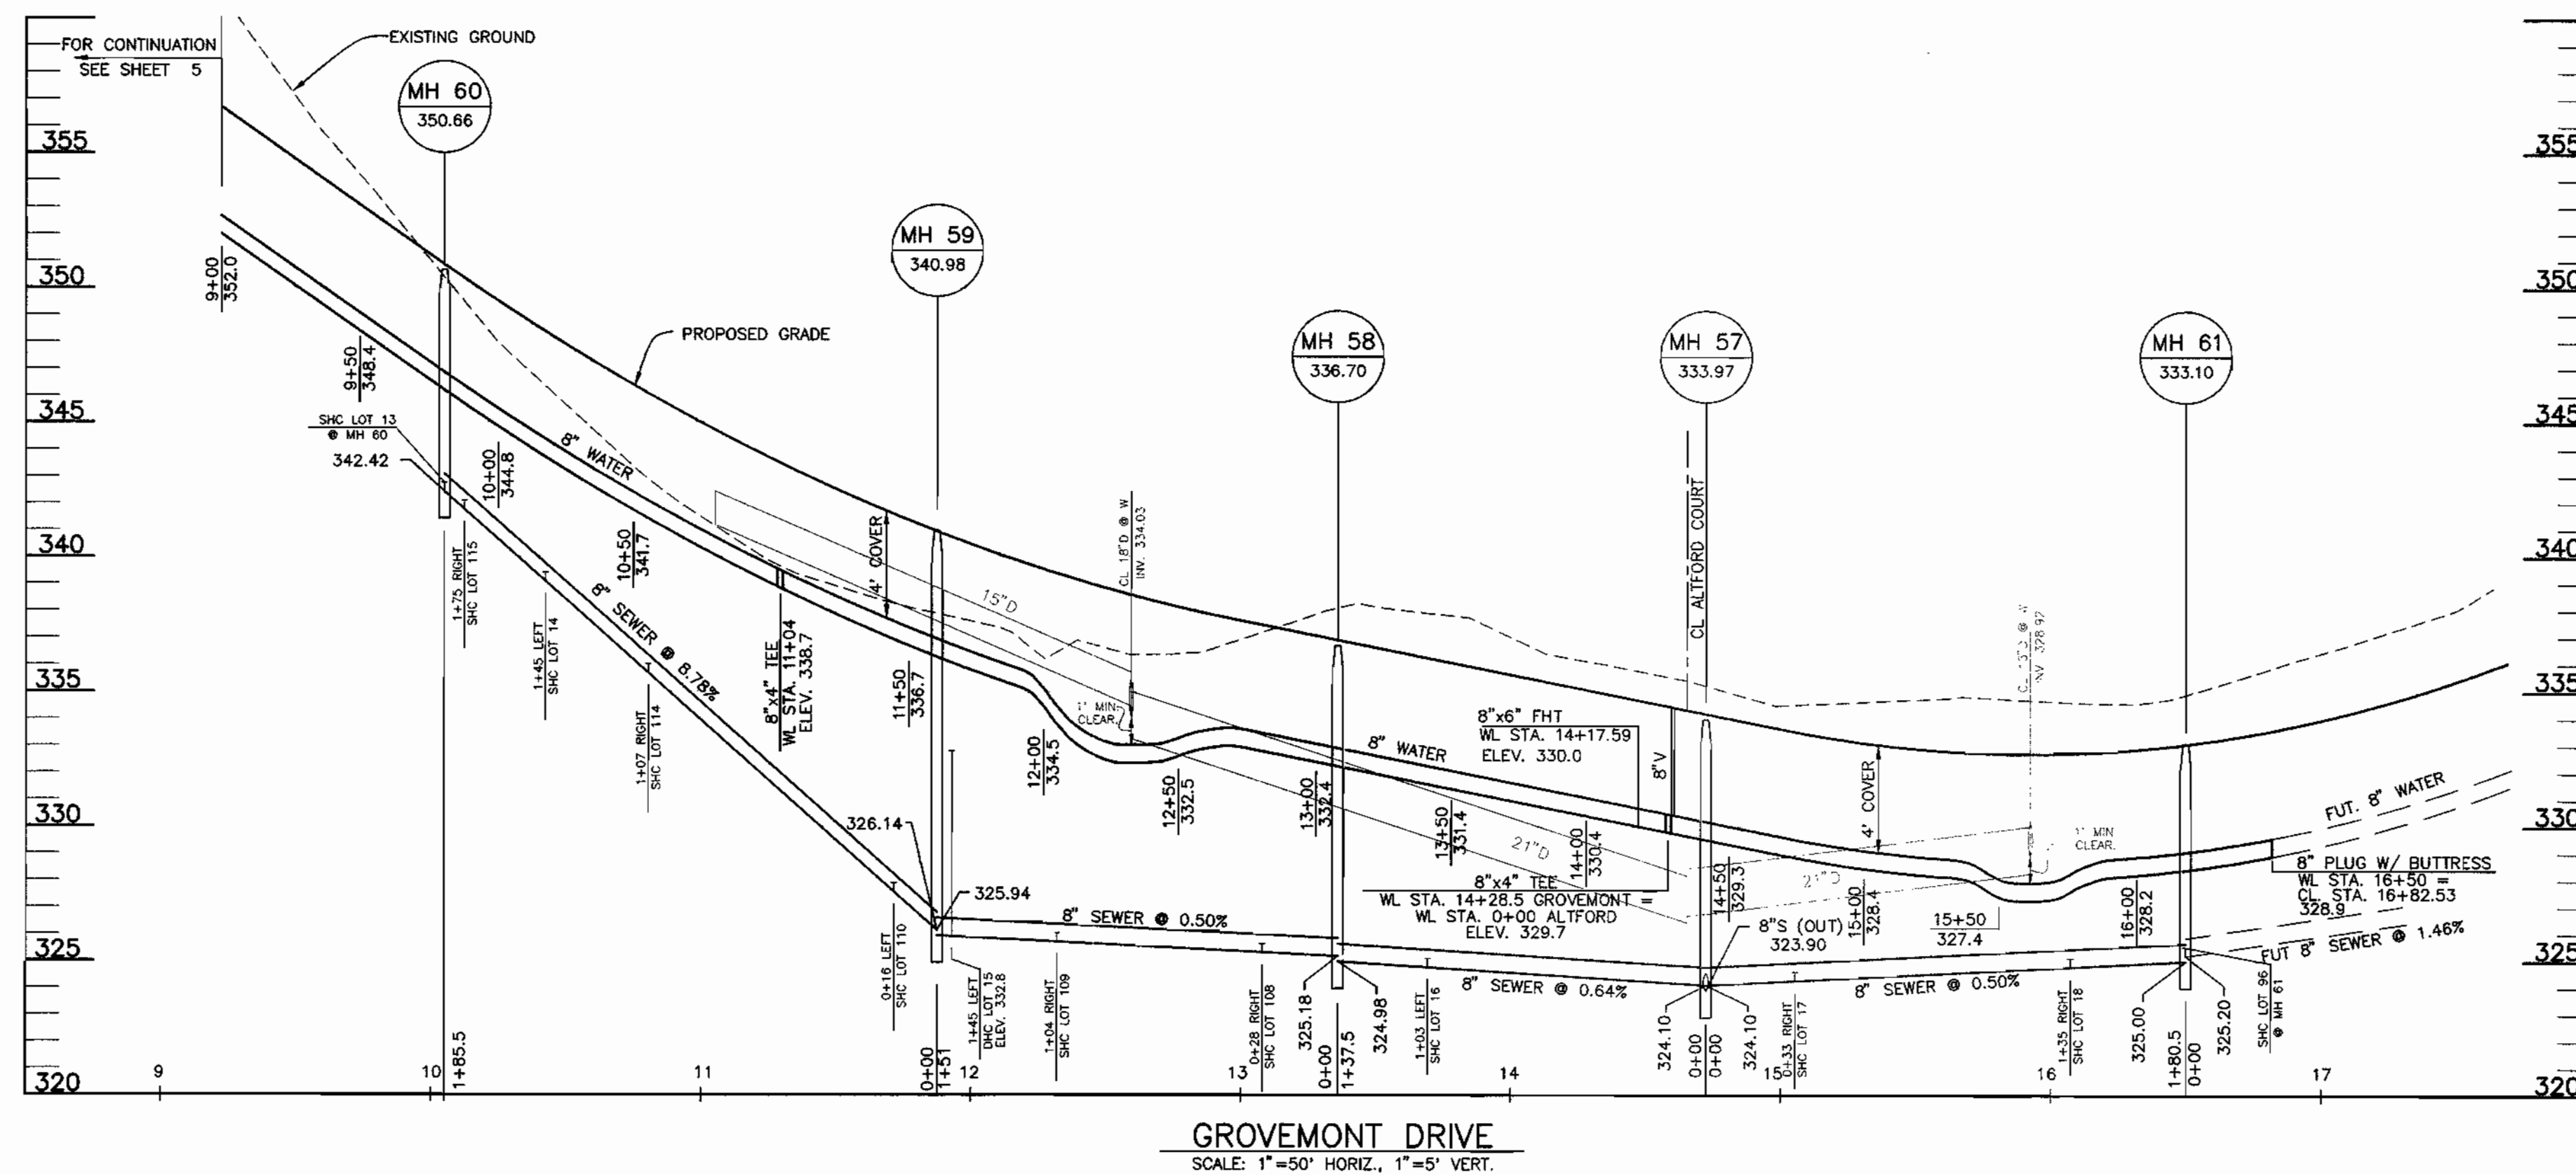 FOR CONTINUATION
SEE SHEET 5
EXISTING GROUND
MH 60
350.66
MH 59
340.98
MH 58
336.70
MH 57
333.97
MH 61
333.10
355
350
345
340
335
330
325
320
355
350
345
340
335
330
325
320
9+00
352.0
9+50
348.4
PROPOSED GRADE
SHC LOT 13
@ MH 60
342.42
10+00
344.8
8" WATER
1+75 RIGHT
SHC LOT 115
1+45 LEFT
SHC LOT 14
10+50
341.7
8" SEWER @ 8.78%
1+07 RIGHT
SHC LOT 114
8"x4" TEE
WL STA. 11+04
ELEV. 338.7
4' COVER
11+50
336.7
15"D
CL 18"D @ W
INV. 334.03
1' MIN.
CLEAR.
12+00
334.5
12+50
332.5
326.14
325.94
0+16 LEFT
SHC LOT 110
1+45 LEFT
DHC LOT 15
ELEV. 332.8
8" SEWER @ 0.50%
1+04 RIGHT
SHC LOT 109
0+28 RIGHT
SHC LOT 108
13+00
332.4
8" WATER
13+50
331.4
21"D
8"x6" FHT
WL STA. 14+17.59
ELEV. 330.0
14+00
330.4
8"V
CL ALTFORD COURT
8"x4" TEE
WL STA. 14+28.5 GROVEMONT =
WL STA. 0+00 ALTFORD
ELEV. 329.7
14+50
329.3
325.18
324.98
1+03 LEFT
SHC LOT 16
8" SEWER @ 0.64%
8"S (OUT)
323.90
324.10
324.10
0+33 RIGHT
SHC LOT 17
4' COVER
15+00
328.4
21"D
15+50
327.4
INV 328.92
1' MIN
CLEAR.
8" SEWER @ 0.50%
16+00
328.2
1+35 RIGHT
SHC LOT 18
325.00
325.20
SHC LOT 96
@ MH 61
FUT. 8" WATER
8" PLUG W/ BUTTRESS
WL STA. 16+50 =
CL. STA. 16+82.53
328.9
FUT 8" SEWER @ 1.46%
9
10
11
12
13
14
15
16
17
1+85.5
0+00
1+51
0+00
1+37.5
0+00
0+00
1+80.5
0+00
GROVEMONT DRIVE
SCALE: 1"=50' HORIZ., 1"=5' VERT.